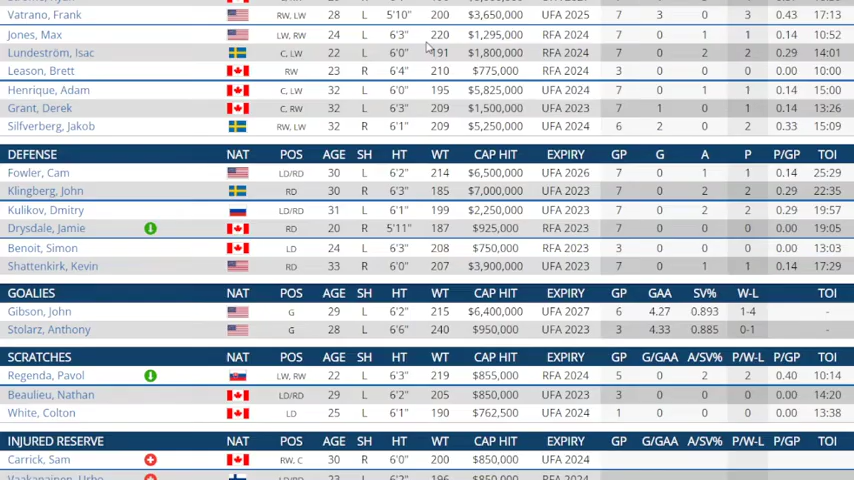 Vatrano, Frank RW, LW 28 L 5'10" 200 $3,650,000 UFA 2025 7 3 0 3 0.43 17:13
Jones, Max LW, RW 24 L 6'3" 220 $1,295,000 RFA 2024 7 0 1 1 0.14 10:52
Lundeström, Isac C, LW 22 L 6'0" 191 $1,800,000 RFA 2024 7 0 2 2 0.29 14:01
Leason, Brett RW 23 R 6'4" 210 $775,000 RFA 2024 3 0 0 0 0.00 10:00
Henrique, Adam C, LW 32 L 6'0" 195 $5,825,000 UFA 2024 7 0 1 1 0.14 15:00
Grant, Derek C, RW 32 L 6'3" 209 $1,500,000 UFA 2023 7 1 0 1 0.14 13:26
Silfverberg, Jakob RW, LW 32 R 6'1" 209 $5,250,000 UFA 2024 6 2 0 2 0.33 15:09
DEFENSE NAT POS AGE SH HT WT CAP HIT EXPIRY GP G A P P/GP TOI
Fowler, Cam LD/RD 30 L 6'2" 214 $6,500,000 UFA 2026 7 0 1 1 0.14 25:29
Klingberg, John RD 30 R 6'3" 185 $7,000,000 UFA 2023 7 0 2 2 0.29 22:35
Kulikov, Dmitry LD/RD 31 L 6'1" 199 $2,250,000 UFA 2023 7 0 2 2 0.29 19:57
Drysdale, Jamie RD 20 R 5'11" 187 $925,000 RFA 2023 7 0 0 0 0.00 19:05
Benoit, Simon LD 24 L 6'3" 208 $750,000 RFA 2023 3 0 0 0 0.00 13:03
Shattenkirk, Kevin RD 33 R 6'0" 207 $3,900,000 UFA 2023 7 0 1 1 0.14 17:29
GOALIES NAT POS AGE SH HT WT CAP HIT EXPIRY GP GAA SV% W-L TOI
Gibson, John G 29 L 6'2" 215 $6,400,000 UFA 2027 6 4.27 0.893 1-4 -
Stolarz, Anthony G 28 L 6'6" 240 $950,000 UFA 2023 3 4.33 0.885 0-1 -
SCRATCHES NAT POS AGE SH HT WT CAP HIT EXPIRY GP G/GAA A/SV% P/W-L P/GP TOI
Regenda, Pavol LW, RW 22 L 6'3" 219 $855,000 RFA 2024 5 0 2 2 0.40 10:14
Beaulieu, Nathan LD/RD 29 L 6'2" 205 $850,000 UFA 2023 3 0 0 0 0.00 14:20
White, Colton LD 25 L 6'1" 190 $762,500 RFA 2024 1 0 0 0 0.00 13:38
INJURED RESERVE NAT POS AGE SH HT WT CAP HIT EXPIRY GP G/GAA A/SV% P/W-L P/GP TOI
Carrick, Sam RW, C 30 R 6'0" 200 $850,000 UFA 2024
Vaakanainen, Urho LD/RD 23 L 6'2" 196 $850,000 RFA 2023